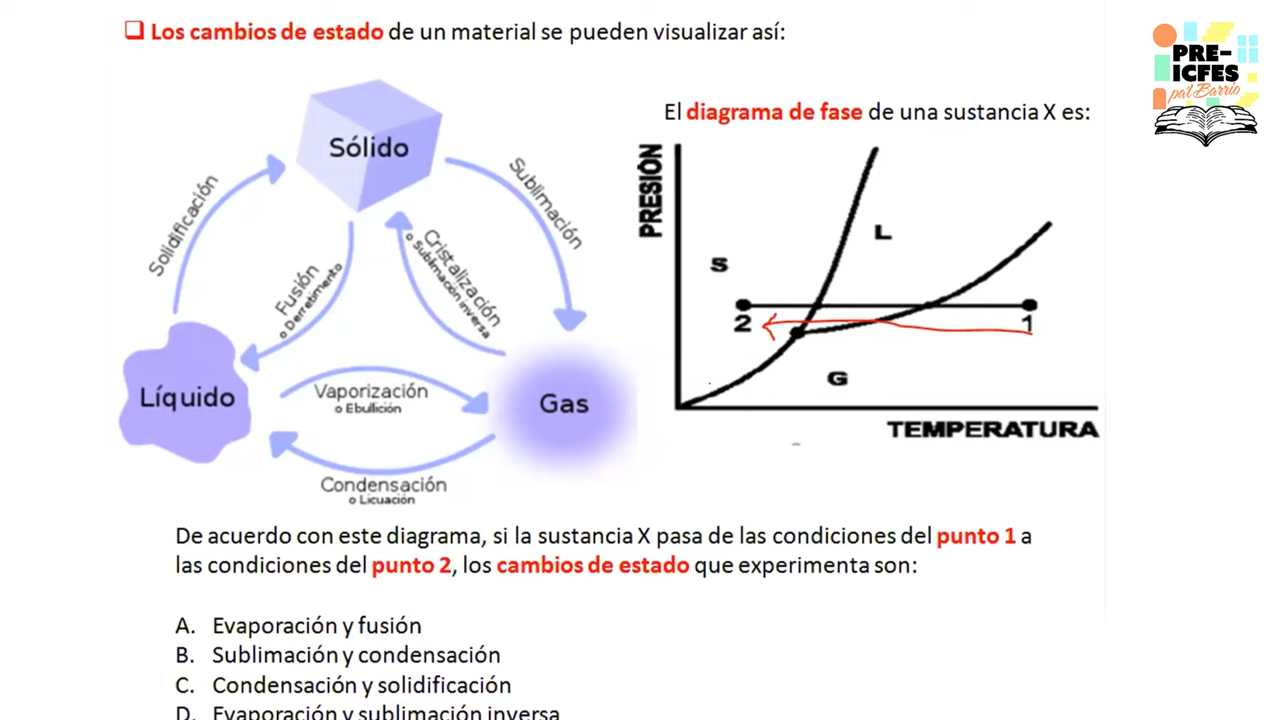 ❑ Los cambios de estado de un material se pueden visualizar así:
PRE-
ICFES
pa'l Barrio
El diagrama de fase de una sustancia X es:
Sólido
Solidificación
Sublimación
Fusión
o Derretimento
Cristalización
o Sublimación inversa
Líquido
Vaporización
o Ebullición
Gas
Condensación
o Licuación
PRESIÓN
S
L
2
1
G
TEMPERATURA
De acuerdo con este diagrama, si la sustancia X pasa de las condiciones del punto 1 a
las condiciones del punto 2, los cambios de estado que experimenta son:
A. Evaporación y fusión
B. Sublimación y condensación
C. Condensación y solidificación
D. Evaporación y sublimación inversa